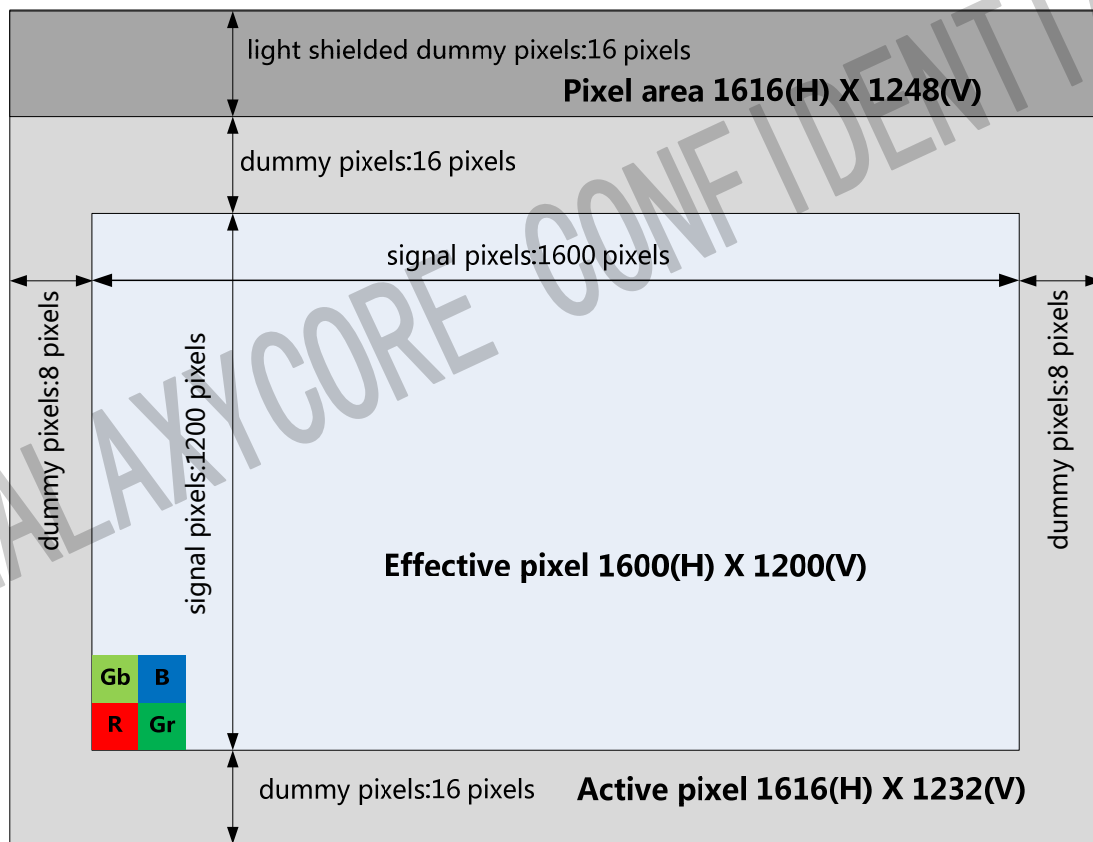 light shielded dummy pixels:16 pixels
Pixel area 1616(H) X 1248(V)
dummy pixels:16 pixels
signal pixels:1600 pixels
dummy pixels:8 pixels
signal pixels:1200 pixels
dummy pixels:8 pixels
ALAXYCORE CONFIDENTI
Effective pixel 1600(H) X 1200(V)
Gb B
R Gr
dummy pixels:16 pixels
Active pixel 1616(H) X 1232(V)